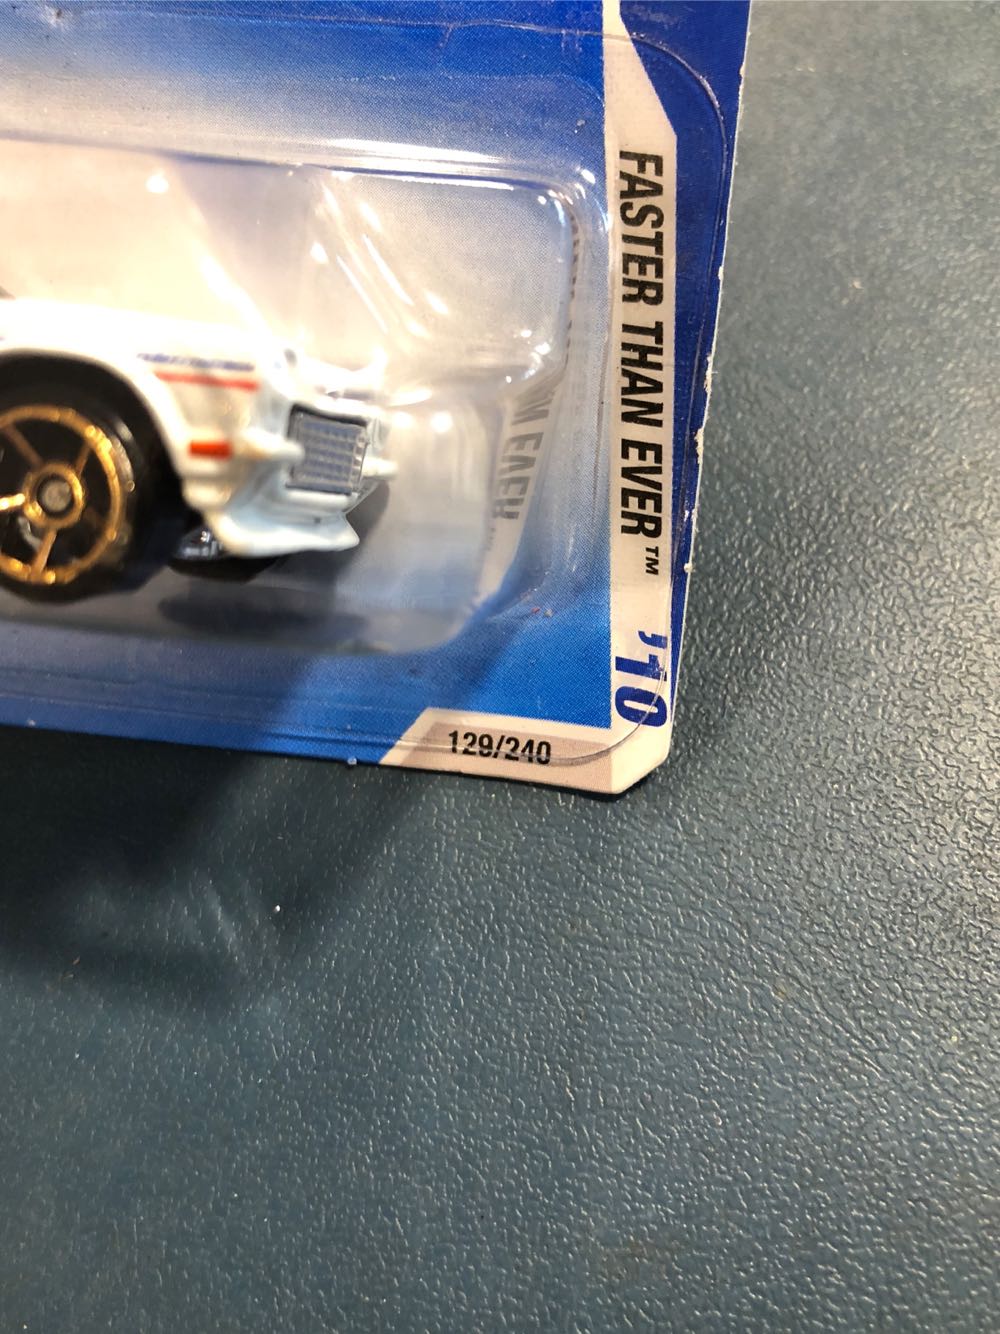 FASTER THAN EVER™
'10
129/240